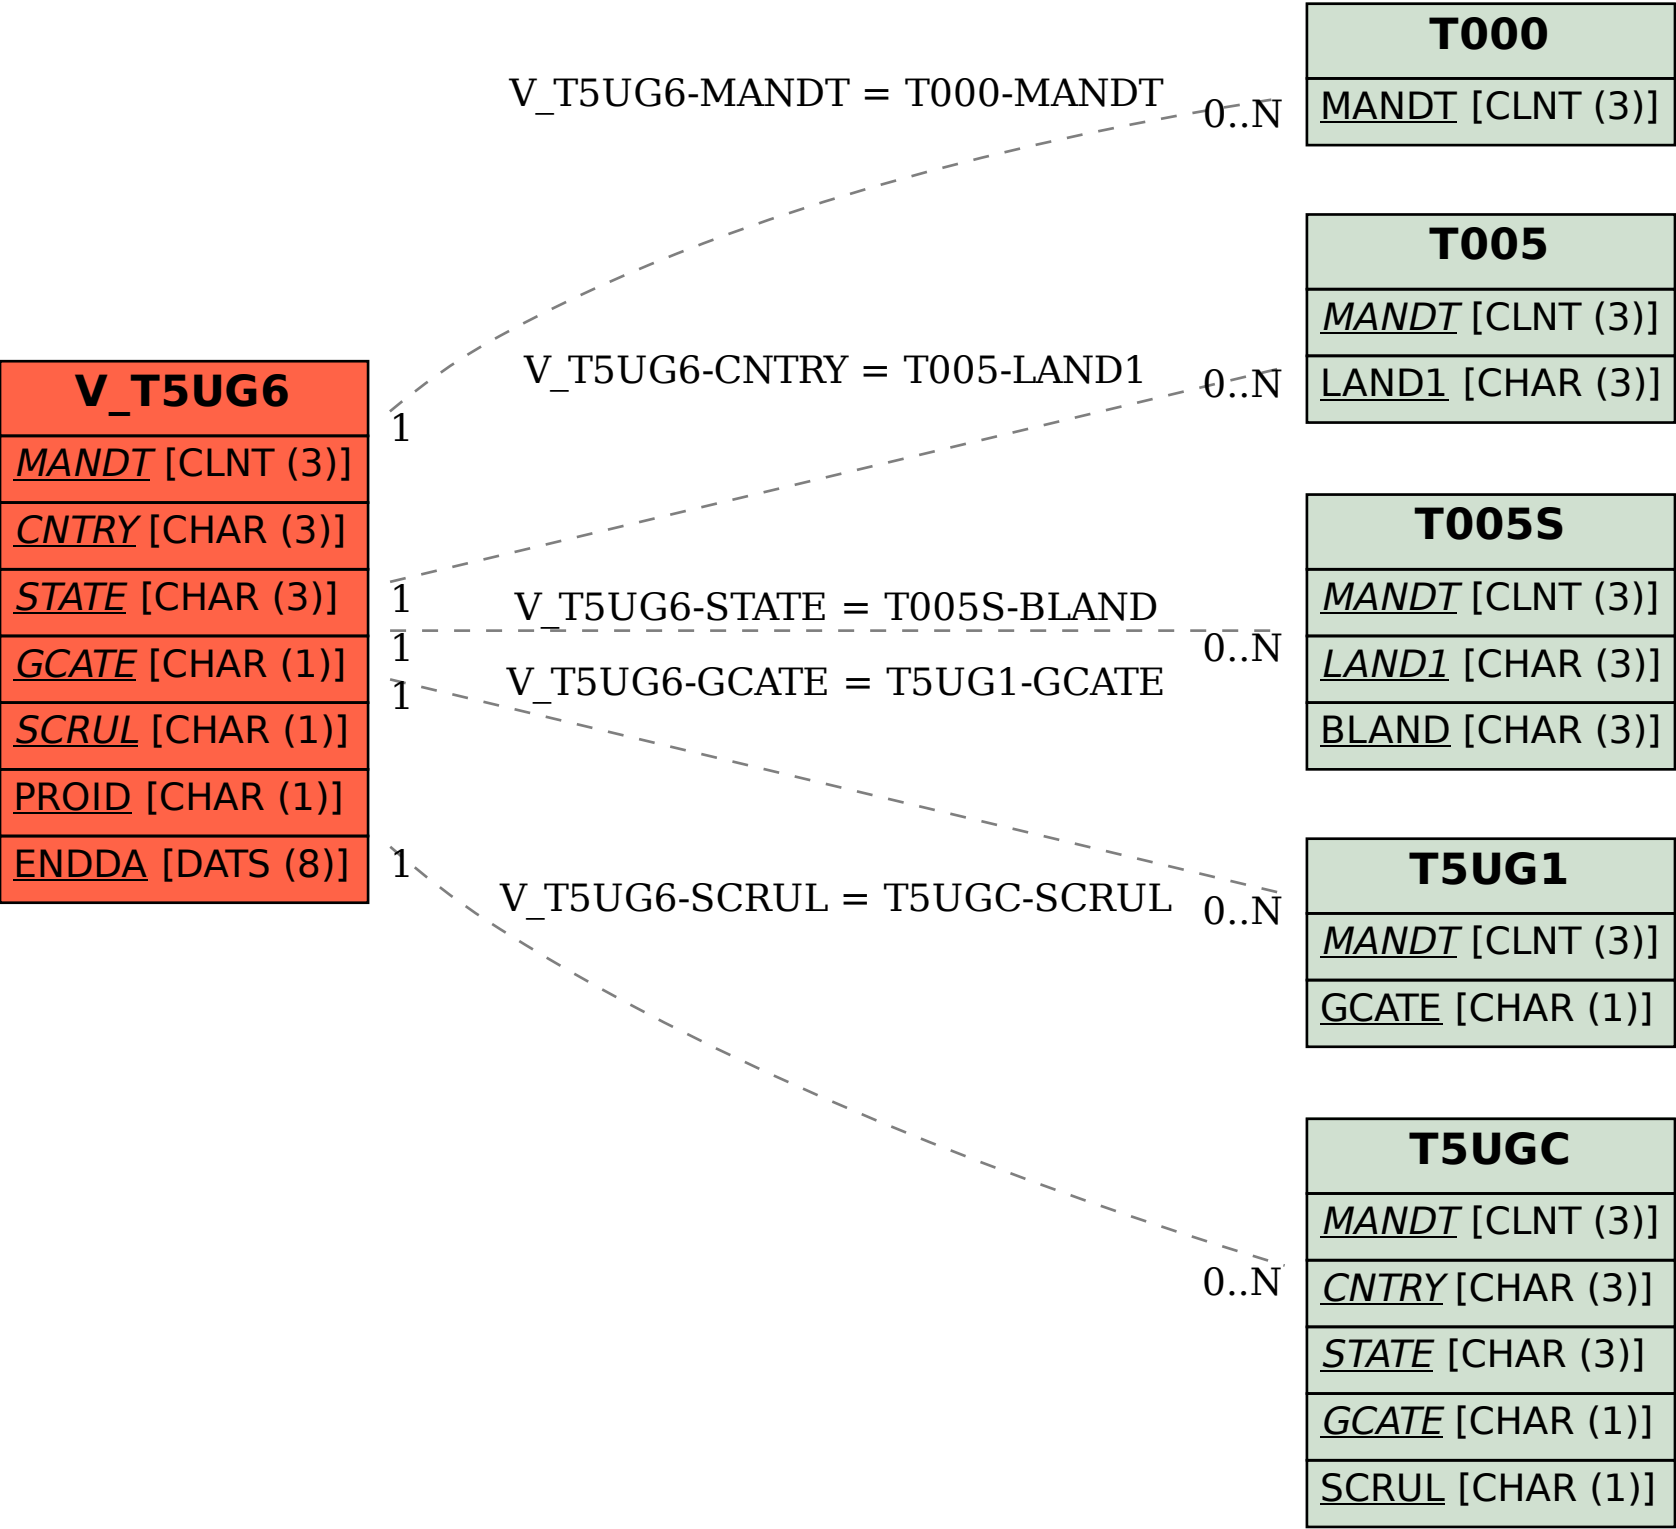 V_T5UG6
MANDT [CLNT (3)]
CNTRY [CHAR (3)]
STATE [CHAR (3)]
GCATE [CHAR (1)]
SCRUL [CHAR (1)]
PROID [CHAR (1)]
ENDDA [DATS (8)]
V_T5UG6-MANDT = T000-MANDT
1
0..N
V_T5UG6-CNTRY = T005-LAND1
1
0..N
V_T5UG6-STATE = T005S-BLAND
1
0..N
V_T5UG6-GCATE = T5UG1-GCATE
1
0..N
V_T5UG6-SCRUL = T5UGC-SCRUL
1
0..N
T000
MANDT [CLNT (3)]
T005
MANDT [CLNT (3)]
LAND1 [CHAR (3)]
T005S
MANDT [CLNT (3)]
LAND1 [CHAR (3)]
BLAND [CHAR (3)]
T5UG1
MANDT [CLNT (3)]
GCATE [CHAR (1)]
T5UGC
MANDT [CLNT (3)]
CNTRY [CHAR (3)]
STATE [CHAR (3)]
GCATE [CHAR (1)]
SCRUL [CHAR (1)]